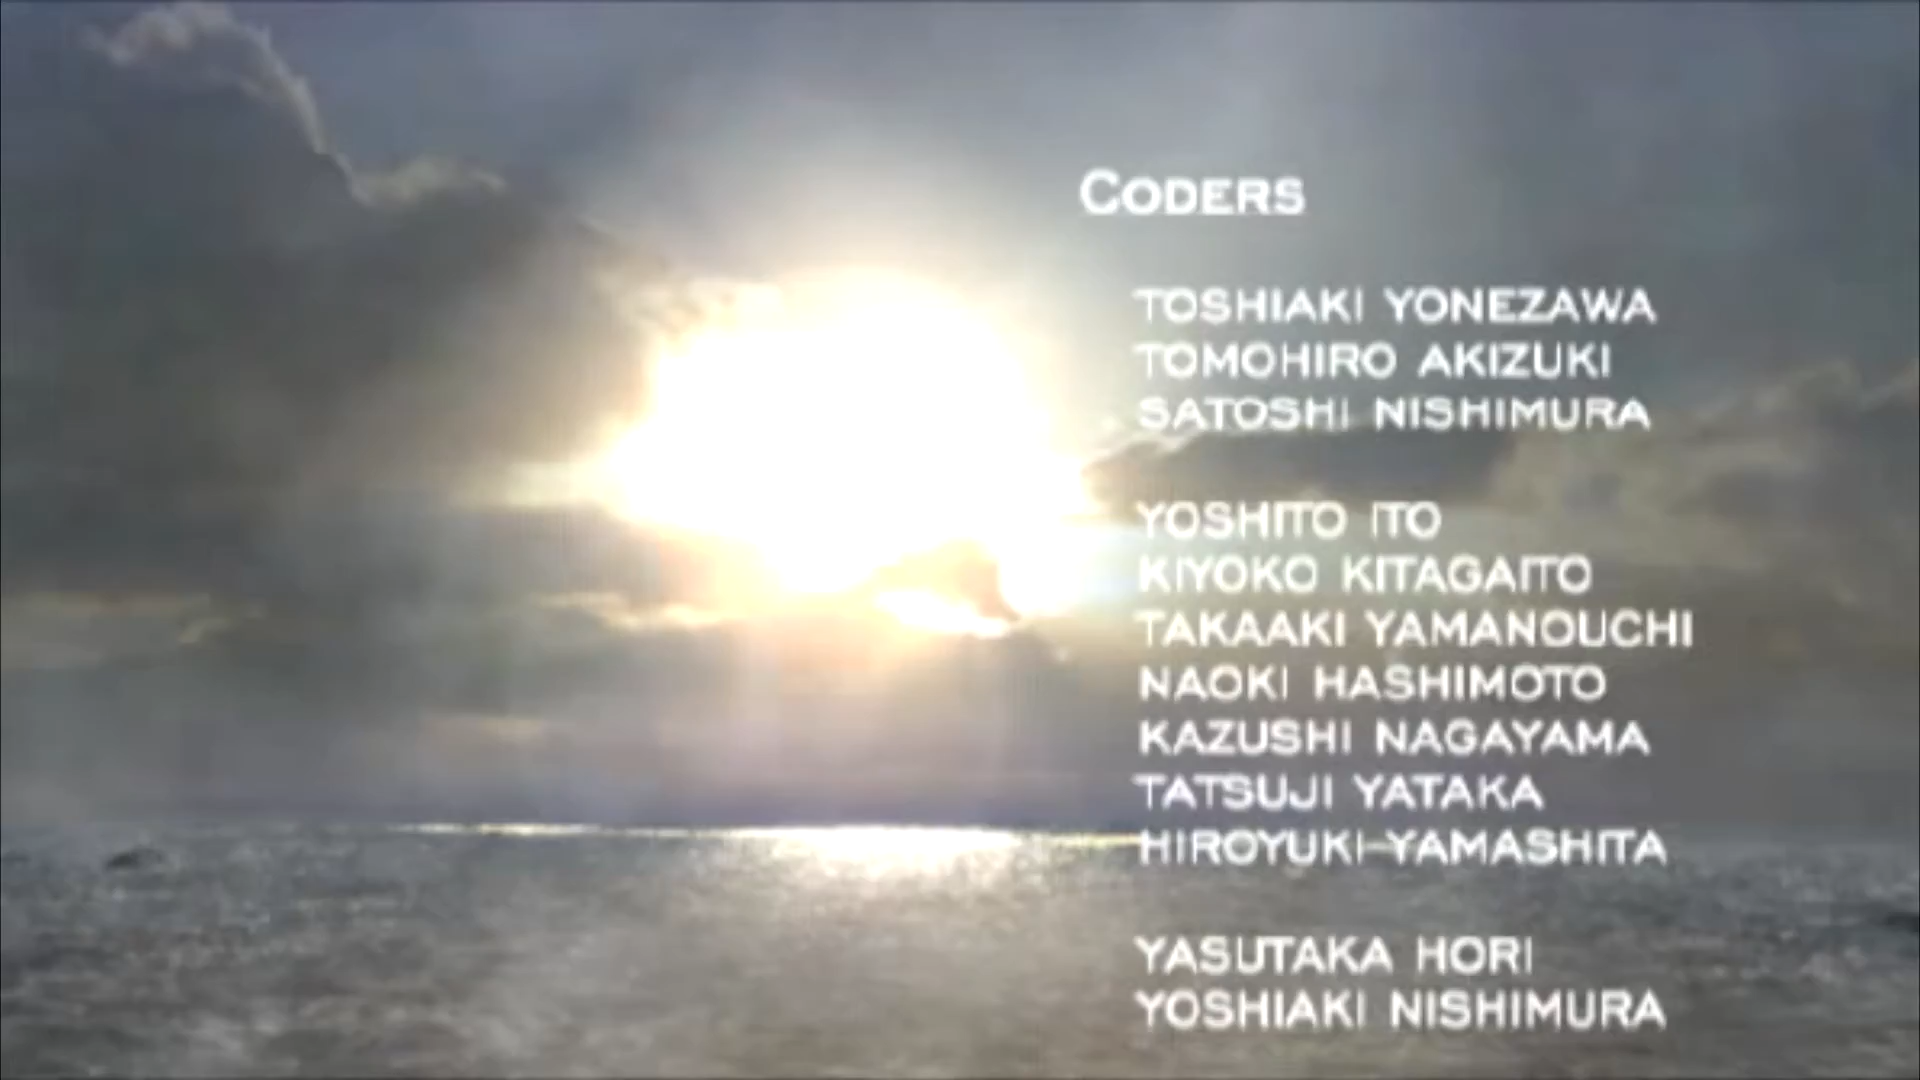 CODERS
TOSHIAKI YONEZAWA
TOMOHIRO AKIZUKI
SATOSHI NISHIMURA
YOSHITO ITO
KIYOKO KITAGAITO
TAKAAKI YAMANOUCHI
NAOKI HASHIMOTO
KAZUSHI NAGAYAMA
TATSUJI YATAKA
HIROYUKI YAMASHITA
YASUTAKA HORI
YOSHIAKI NISHIMURA